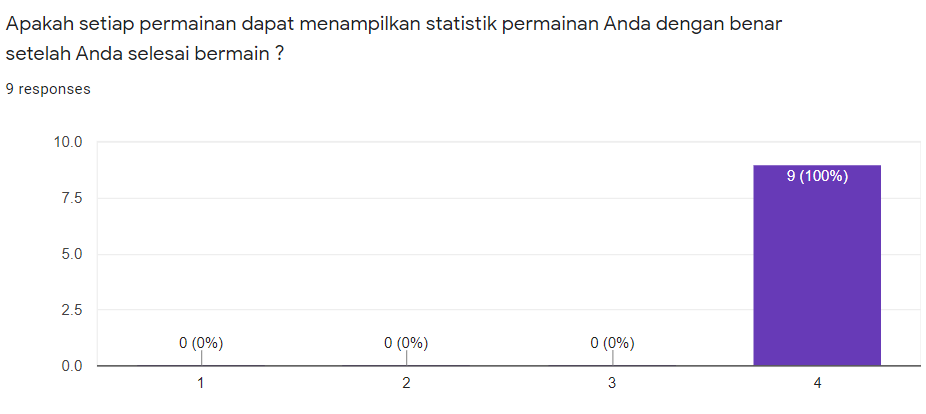 Apakah setiap permainan dapat menampilkan statistik permainan Anda dengan benar
setelah Anda selesai bermain ?
9 responses
10.0
9 (100%)
7.5
5.0
2.5
0 (0%) 0 (0%) 0 (0%)
0.0
1 2 3 4